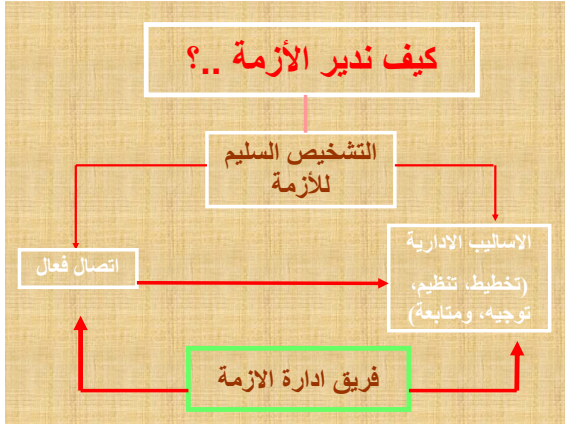 كيف ندير الأزمة ..؟
التشخيص السليم
للأزمة
الاساليب الادارية
(تخطيط، تنظيم،
توجيه، ومتابعة)
اتصال فعال
فريق ادارة الازمة